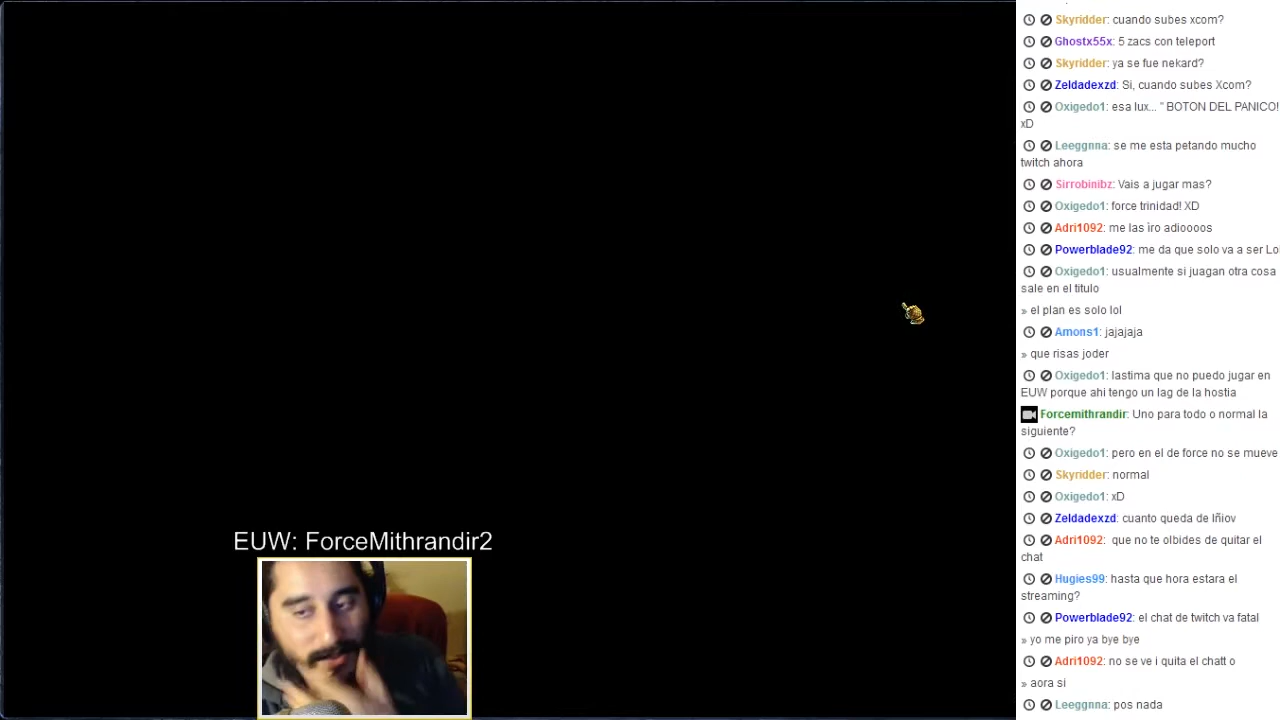 Skyridder: cuando subes xcom?
Ghostx55x: 5 zacs con teleport
Skyridder: ya se fue nekard?
Zeldadexzd: Si, cuando subes Xcom?
Oxigedo1: esa lux... " BOTON DEL PANICO!
xD
Leeggnna: se me esta petando mucho
twitch ahora
Sirrobinibz: Vais a jugar mas?
Oxigedo1: force trinidad! XD
Adri1092: me las iro adioooos
Powerblade92: me da que solo va a ser Lo
Oxigedo1: usualmente si juagan otra cosa
sale en el titulo
» el plan es solo lol
Amons1: jajajaja
» que risas joder
Oxigedo1: lastima que no puedo jugar en
EUW porque ahi tengo un lag de la hostia
Forcemithrandir: Uno para todo o normal la
siguiente?
Oxigedo1: pero en el de force no se mueve
Skyridder: normal
Oxigedo1: xD
Zeldadexzd: cuanto queda de lñiov
Adri1092: que no te olbides de quitar el
chat
Hugies99: hasta que hora estara el
streaming?
Powerblade92: el chat de twitch va fatal
» yo me piro ya bye bye
Adri1092: no se ve i quita el chatt o
» aora si
Leeggnna: pos nada
EUW: ForceMithrandir2